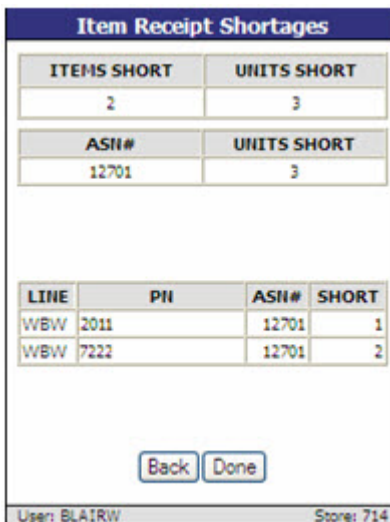 Item Receipt Shortages
ITEMS SHORT UNITS SHORT
2 3
ASN# UNITS SHORT
12701 3
LINE PN ASN# SHORT
WBW 2011 12701 1
WBW 7222 12701 2
Back Done
User: BLAIRW Store: 714